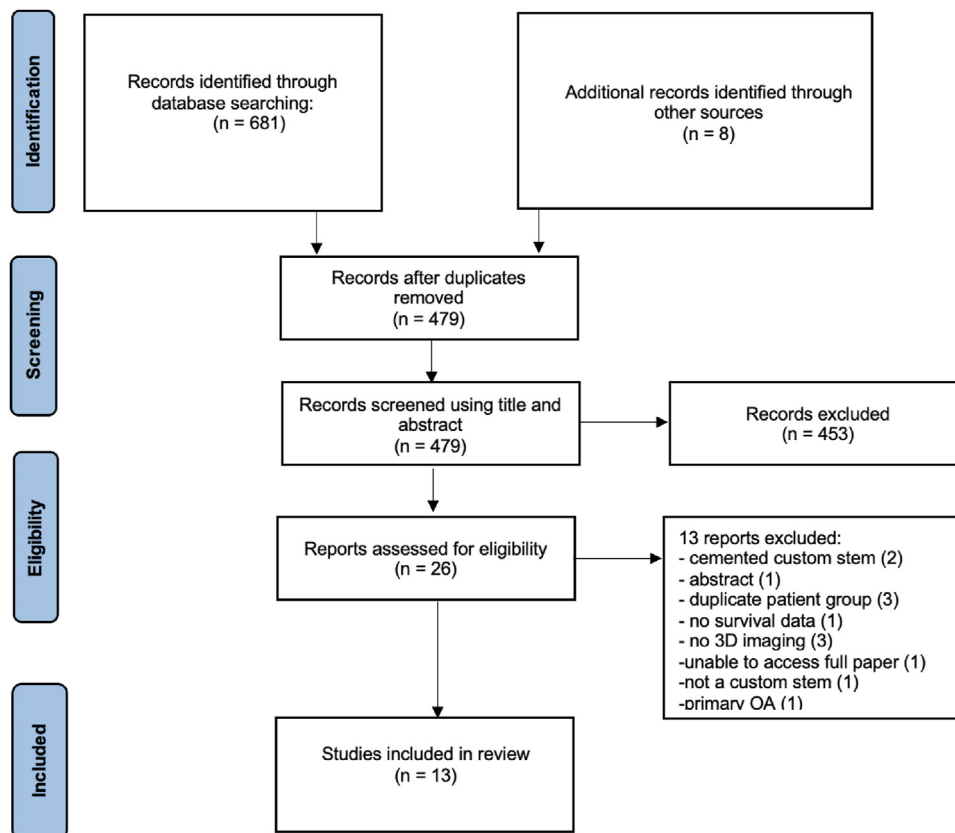 Identification
Records identified through
database searching:
(n = 681)
Additional records identified through
other sources
(n = 8)
Screening
Records after duplicates
removed
(n = 479)
Records screened using title and
abstract
(n = 479)
Records excluded
(n = 453)
Eligibility
Reports assessed for eligibility
(n = 26)
13 reports excluded:
- cemented custom stem (2)
- abstract (1)
- duplicate patient group (3)
- no survival data (1)
- no 3D imaging (3)
-unable to access full paper (1)
-not a custom stem (1)
-primary OA (1)
Included
Studies included in review
(n = 13)